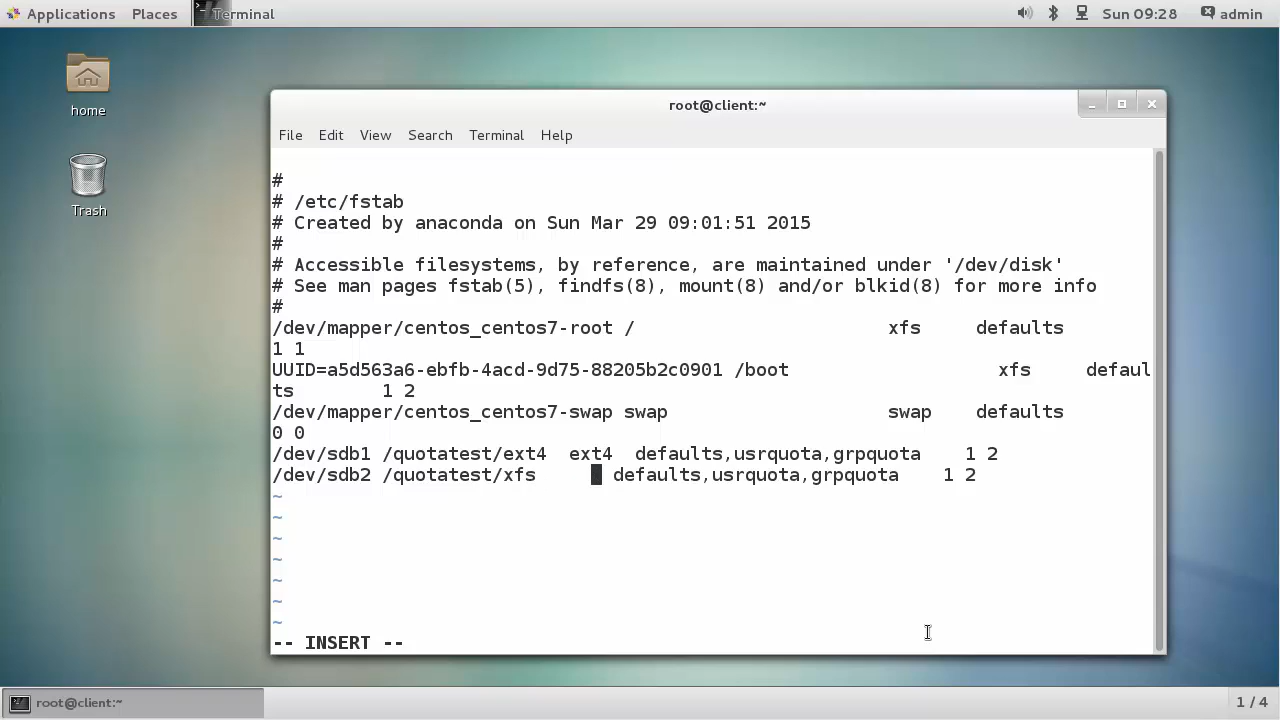 Applications Places Terminal Sun 09:28 admin
home
Trash
root@client:~
File Edit View Search Terminal Help
#
# /etc/fstab
# Created by anaconda on Sun Mar 29 09:01:51 2015
#
# Accessible filesystems, by reference, are maintained under '/dev/disk'
# See man pages fstab(5), findfs(8), mount(8) and/or blkid(8) for more info
#
/dev/mapper/centos_centos7-root / xfs defaults
1 1
UUID=a5d563a6-ebfb-4acd-9d75-88205b2c0901 /boot xfs defaul
ts 1 2
/dev/mapper/centos_centos7-swap swap swap defaults
0 0
/dev/sdb1 /quotatest/ext4 ext4 defaults,usrquota,grpquota 1 2
/dev/sdb2 /quotatest/xfs defaults,usrquota,grpquota 1 2
~
~
~
~
~
~
~
-- INSERT --
root@client:~ 1 / 4